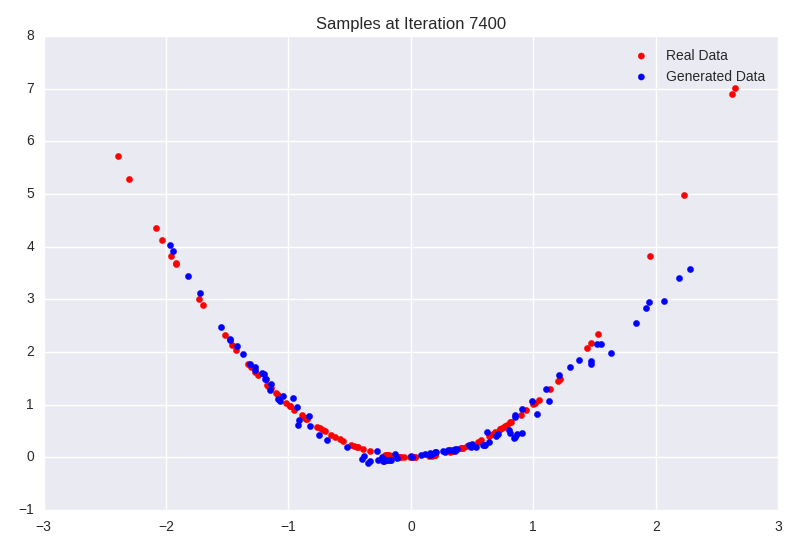 Samples at Iteration 7400
Real Data
Generated Data
8
7
6
5
4
3
2
1
0
−1
−3 −2 −1 0 1 2 3